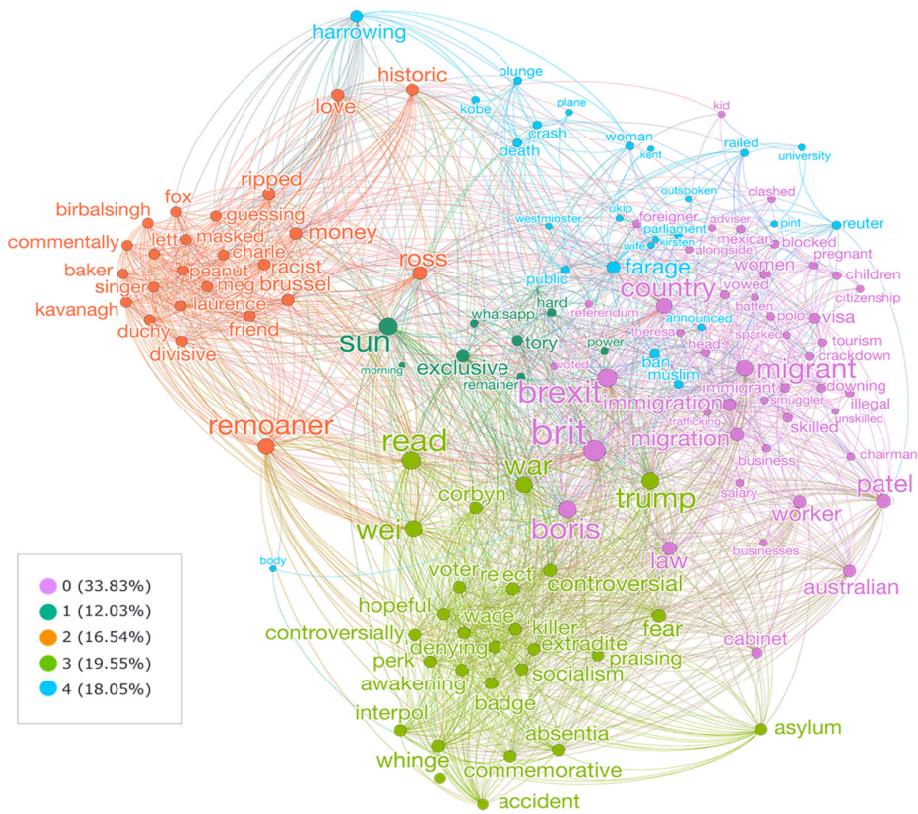 harrowing
historic
love
plunge
kobe
plane
crash
death
woman
kent
kid
railed
university
ripped
fox
birbalsingh
guessing
commentally
lett
masked
money
charle
baker
peanut
racist
singer
meg
brussel
kavanagh
laurence
duchy
friend
divisive
ross
outspoken
clashed
westminster
ukip
foreigner
adviser
pint
reuter
parliament
mexican
blocked
wife
kirsten
alongside
pregnant
public
farage
women
children
country
vowed
citizenship
hard
referendum
batten
whatsapp
announced
polo
visa
sun
theresa
sparked
tory
power
head
tourism
exclusive
voted
ban
crackdown
morning
remainer
muslim
migrant
brexit
immigrant
downing
immigration
smuggler
illegal
trafficking
unskilled
remoaner
read
brit
migration
skilled
war
business
chairman
corbyn
trump
salary
patel
wei
boris
worker
law
businesses
body
voter
reject
controversial
australian
hopeful
wage
controversially
killer
fear
denying
extradite
cabinet
perk
praising
awakening
socialism
badge
interpol
absentia
asylum
whinge
commemorative
accident
0 (33.83%)
1 (12.03%)
2 (16.54%)
3 (19.55%)
4 (18.05%)